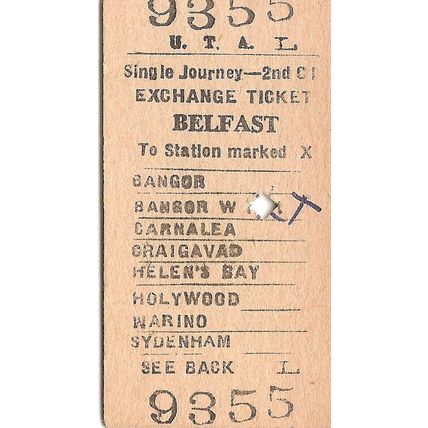 9355
U. T. A. L
Single Journey—2nd Cl
EXCHANGE TICKET
BELFAST
To Station marked X
BANGOR
BANGOR W X
CARNALEA
CRAIGAVAD
HELEN'S BAY
HOLYWOOD
MARINO
SYDENHAM
SEE BACK L
9355